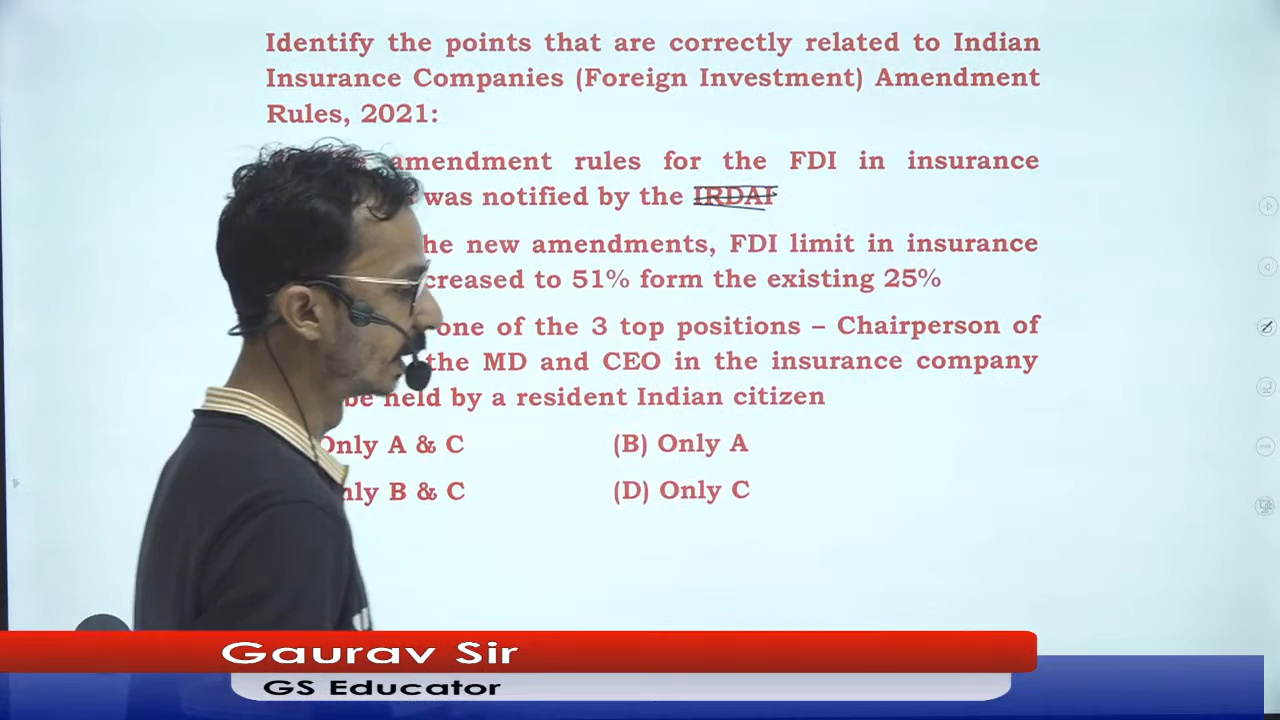 Identify the points that are correctly related to Indian
Insurance Companies (Foreign Investment) Amendment
Rules, 2021:
amendment rules for the FDI in insurance
was notified by the IRDAI
he new amendments, FDI limit in insurance
creased to 51% form the existing 25%
one of the 3 top positions – Chairperson of
the MD and CEO in the insurance company
be held by a resident Indian citizen
Only A & C
(B) Only A
nly B & C
(D) Only C
Gaurav Sir
GS Educator